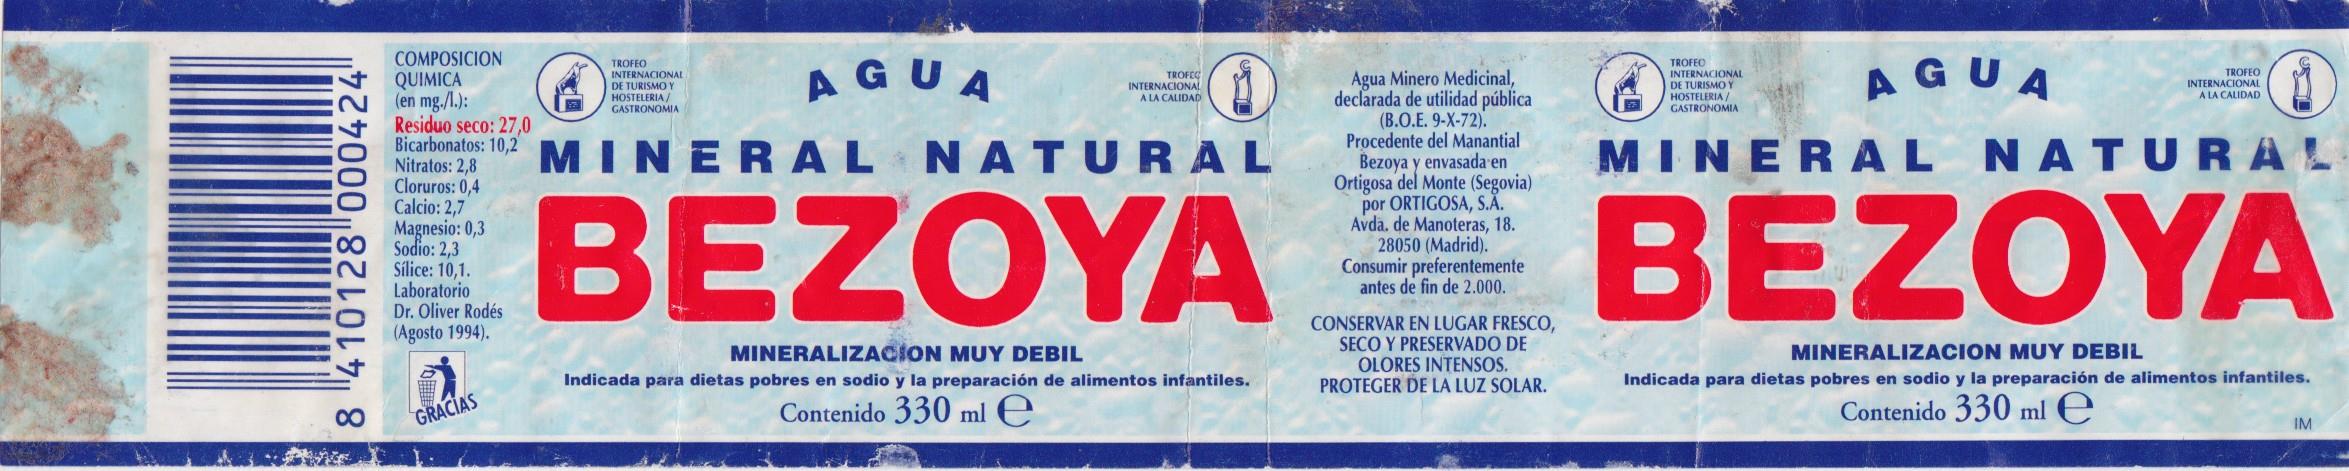 8 410128 000424
COMPOSICION
QUIMICA
(en mg./l.):
Residuo seco: 27,0
Bicarbonatos: 10,2
Nitratos: 2,8
Cloruros: 0,4
Calcio: 2,7
Magnesio: 0,3
Sodio: 2,3
Sílice: 10,1.
Laboratorio
Dr. Oliver Rodés
(Agosto 1994).
GRACIAS
TROFEO
INTERNACIONAL
DE TURISMO Y
HOSTELERIA /
GASTRONOMIA
AGUA
TROFEO
INTERNACIONAL
A LA CALIDAD
MINERAL NATURAL
BEZOYA
MINERALIZACION MUY DEBIL
Indicada para dietas pobres en sodio y la preparación de alimentos infantiles.
Contenido 330 ml ℮
Agua Minero Medicinal,
declarada de utilidad pública
(B.O.E. 9-X-72).
Procedente del Manantial
Bezoya y envasada en
Ortigosa del Monte (Segovia)
por ORTIGOSA, S.A.
Avda. de Manoteras, 18.
28050 (Madrid).
Consumir preferentemente
antes de fin de 2.000.
CONSERVAR EN LUGAR FRESCO,
SECO Y PRESERVADO DE
OLORES INTENSOS.
PROTEGER DE LA LUZ SOLAR.
TROFEO
INTERNACIONAL
DE TURISMO Y
HOSTELERIA /
GASTRONOMIA
AGUA
TROFEO
INTERNACIONAL
A LA CALIDAD
MINERAL NATURAL
BEZOYA
MINERALIZACION MUY DEBIL
Indicada para dietas pobres en sodio y la preparación de alimentos infantiles.
Contenido 330 ml ℮
IM